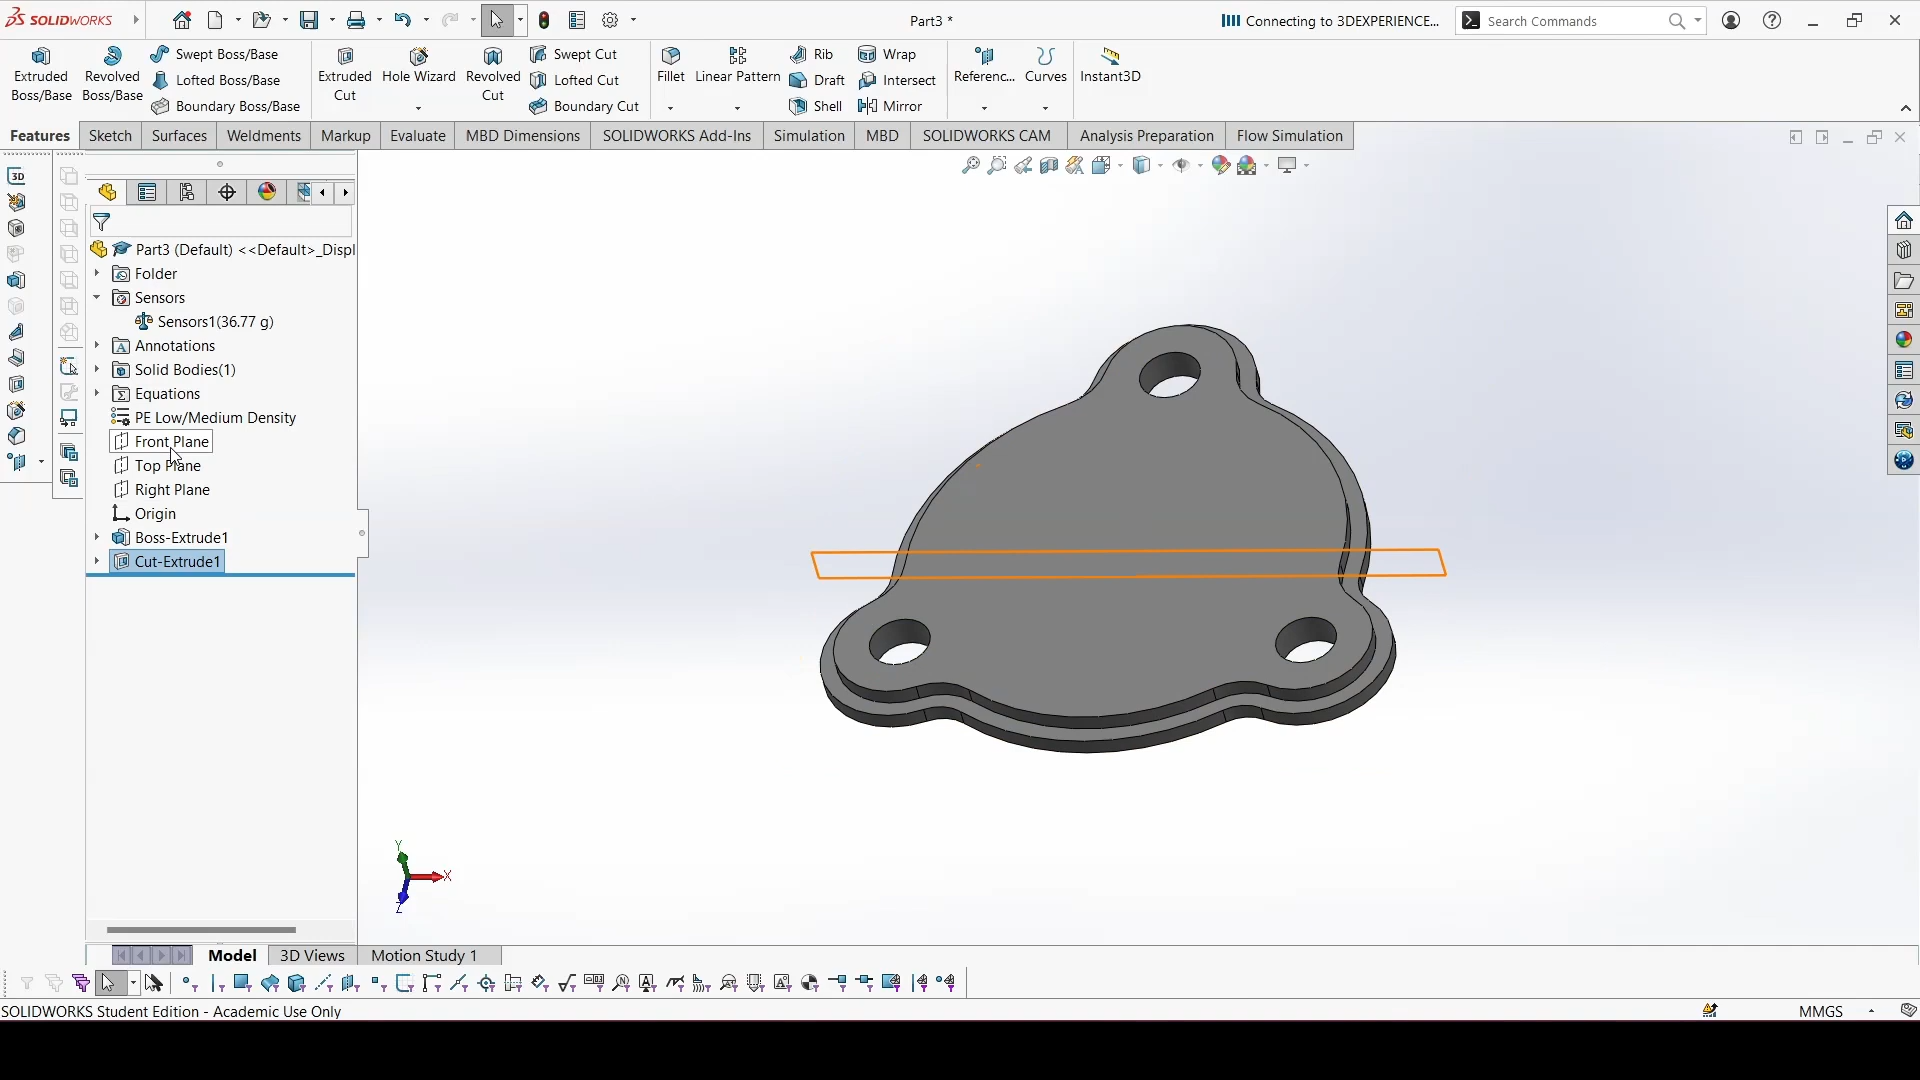 SOLIDWORKS
Part3 *
Connecting to 3DEXPERIENCE...
Search Commands
Extruded Boss/Base
Revolved Boss/Base
Swept Boss/Base
Lofted Boss/Base
Boundary Boss/Base
Extruded Cut
Hole Wizard
Revolved Cut
Swept Cut
Lofted Cut
Boundary Cut
Fillet
Linear Pattern
Rib
Draft
Shell
Wrap
Intersect
Mirror
Referenc...
Curves
Instant3D
Features
Sketch
Surfaces
Weldments
Markup
Evaluate
MBD Dimensions
SOLIDWORKS Add-Ins
Simulation
MBD
SOLIDWORKS CAM
Analysis Preparation
Flow Simulation
3D
Part3 (Default) <<Default>_Displ
Folder
Sensors
Sensors1(36.77 g)
Annotations
Solid Bodies(1)
Equations
PE Low/Medium Density
Front Plane
Top Plane
Right Plane
Origin
Boss-Extrude1
Cut-Extrude1
Y
X
Z
Model
3D Views
Motion Study 1
SOLIDWORKS Student Edition - Academic Use Only
MMGS